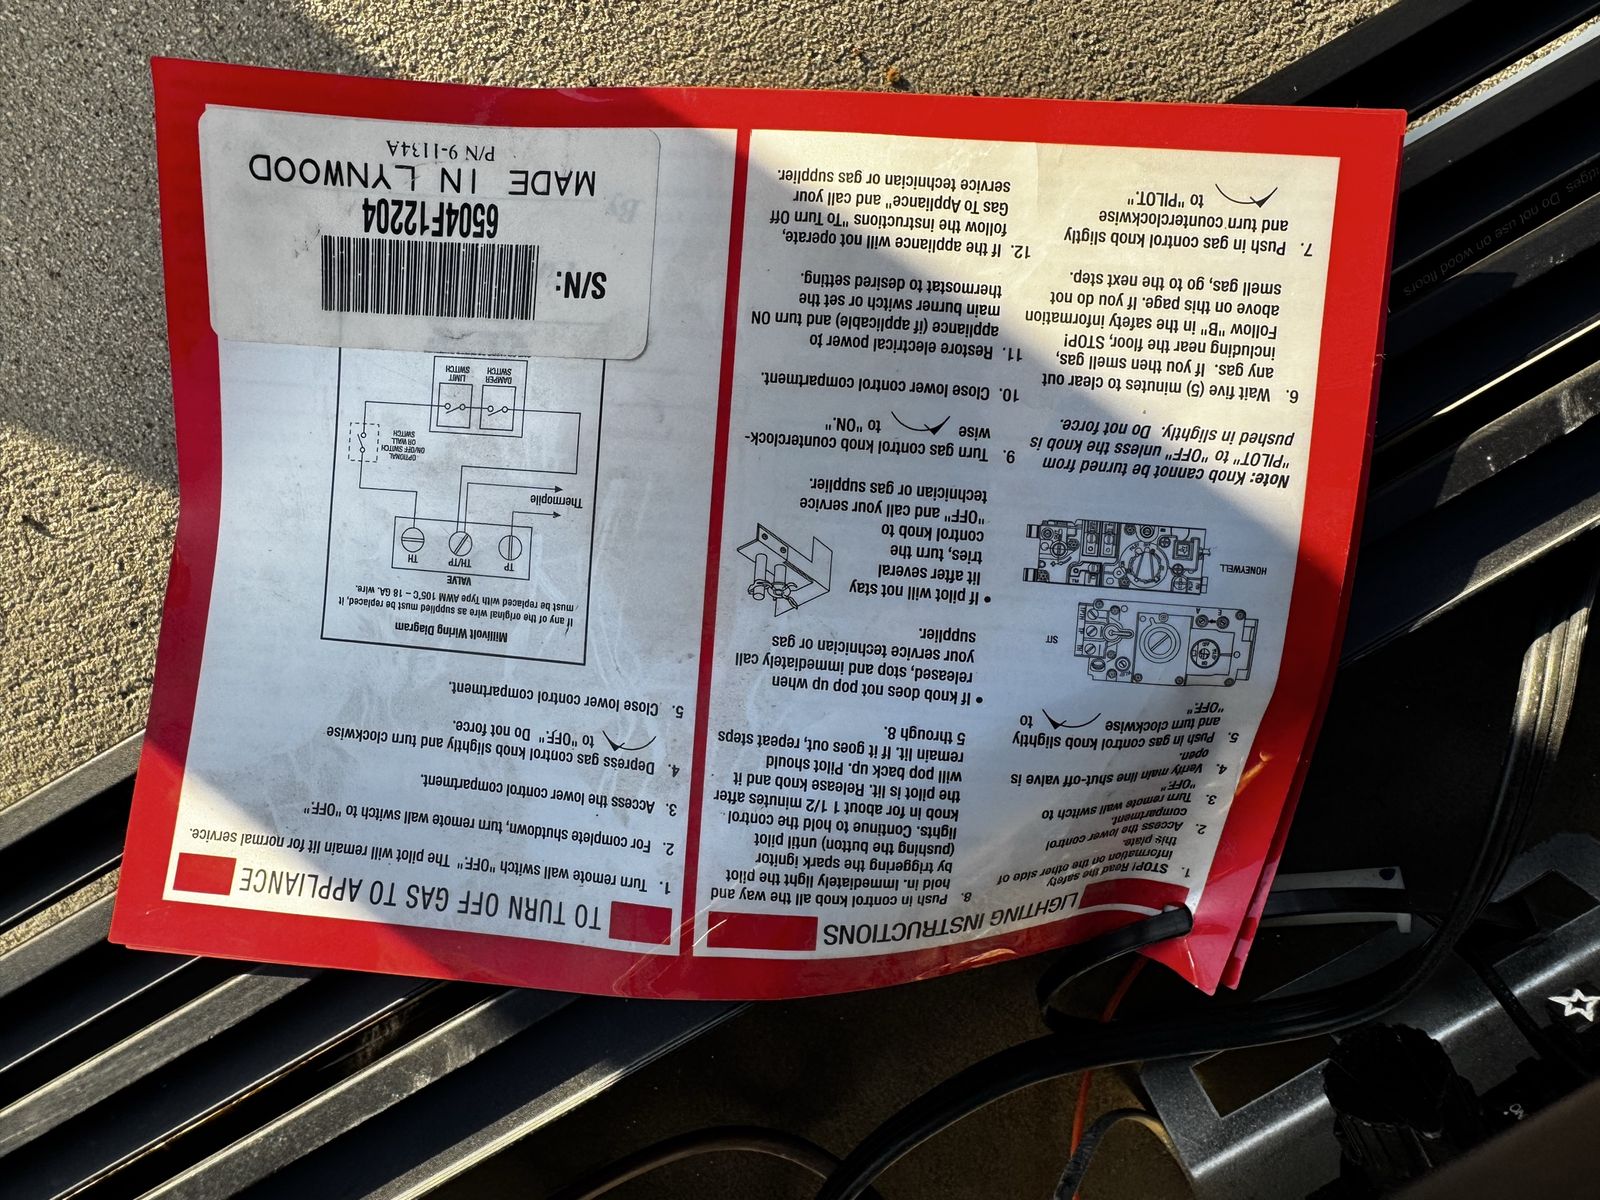 LIGHTING INSTRUCTIONS
1. STOP! Read the safety
information on the other side of
this plate.
2. Access the lower control
compartment.
3. Turn remote wall switch to
"OFF."
4. Verify main line shut-off valve is
open.
5. Push gas in control knob slightly
and turn clockwise to
"OFF."
SIT
HONEYWELL
Note: Knob cannot be turned from
"PILOT" to "OFF" unless the knob is
pushed in slightly. Do not force.
6. Wait five (5) minutes to clear out
any gas. If you then smell gas,
including near the floor, STOP!
Follow "B" in the safety information
above on this page. If you do not
smell gas, go to the next step.
7. Push in gas control knob sligtly
and turn counterclockwise
to "PILOT".
8. Push in control knob all the way and
hold in. Immediately light the pilot
by triggering the spark ignitor
(pushing the button) until pilot
lights. Continue to hold the control
knob in for about 1 1/2 minutes after
the pilot is lit. Release knob and it
will pop back up. Pilot should
remain lit. If it goes out, repeat steps
5 through 8.
• If knob does not pop up when
released, stop and immediately call
your service technician or gas
supplier.
• If pilot will not stay
lit after several
tries, turn the
control knob to
"OFF" and call your service
technician or gas supplier.
9. Turn gas control knob counterclock-
wise to "ON".
10. Close lower control compartment.
11. Restore electrical power to
appliance (if applicable) and turn ON
main burner switch or set the
thermostat to desired setting.
12. If the appliance will not operate,
follow the instructions "To Turn Off
Gas To Appliance" and call your
service technician or gas supplier.
TO TURN OFF GAS TO APPLIANCE
1. Turn remote wall switch "OFF." The pilot will remain lit for normal service.
2. For complete shutdown, turn remote wall switch to "OFF."
3. Access the lower control compartment.
4. Depress gas knob slightly and turn clockwise
to "OFF." Do not force.
5. Close lower control compartment.
Millivolt Wiring Diagram
If any of the original wire as supplied must be replaced, it
must be replaced with Type AWM 105°C – 18 GA. wire.
VALVE
TP TH/TP TH
Thermopile
OPTIONAL
ON/OFF SWITCH
OR WALL
SWITCH
DAMPER
SWITCH
LIMIT
SWITCH
S/N:
6504F12204
MADE IN LYNWOOD
P/N 9-1134A
Do not use on wood floors